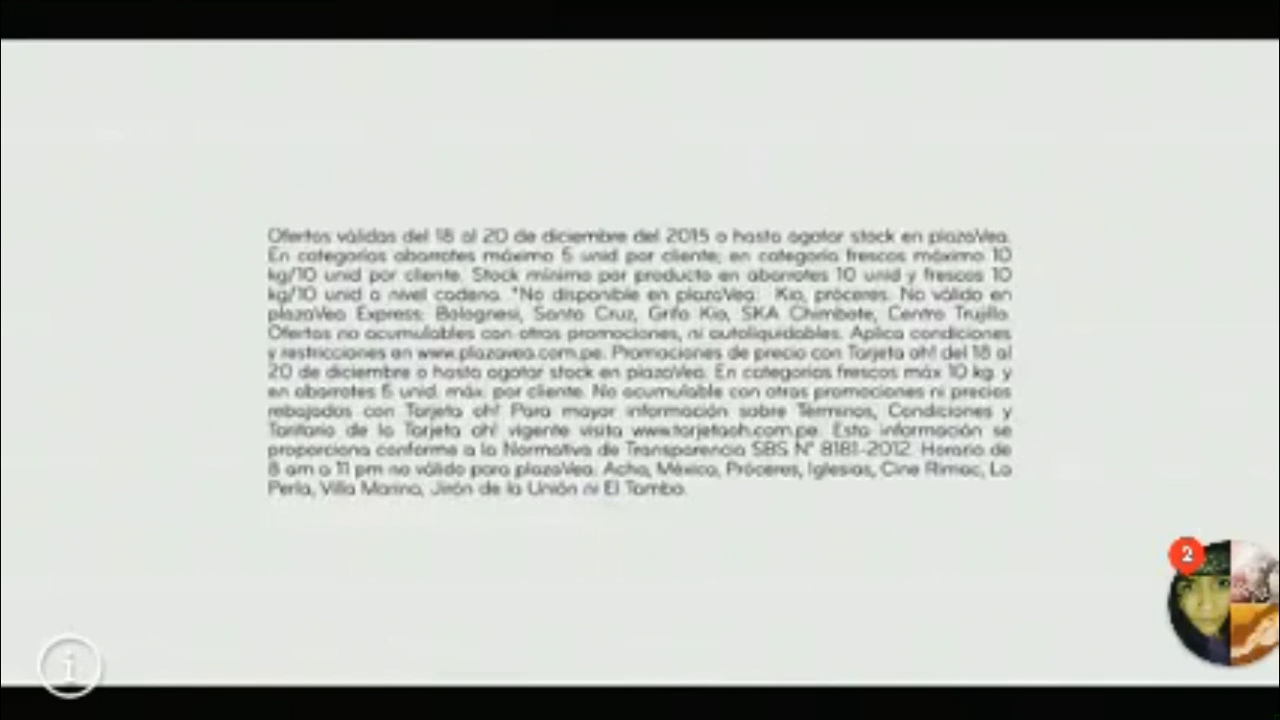 Ofertas válidas del 18 al 20 de diciembre del 2015 o hasta agotar stock en plazaVea.
En categorías abarrotes máximo 5 unid por cliente; en categoría frescos máximo 10
kg/10 unid por cliente. Stock mínimo por producto en abarrotes 10 unid y frescos 10
kg/10 unid a nivel cadena. *No disponible en plazaVea: Kio, próceres. No válido en
plazaVea Express: Bolognesi, Santa Cruz, Grifo Kio, SKA Chimbote, Centro Trujillo.
Ofertas no acumulables con otras promociones, ni autoliquidables. Aplica condiciones
y restricciones en www.plazavea.com.pe. Promociones de precio con Tarjeta oh! del 18 al
20 de diciembre o hasta agotar stock en plazaVea. En categorías frescos máx 10 kg. y
en abarrotes 5 unid. máx. por cliente. No acumulable con otras promociones ni precios
rebajados con Tarjeta oh! Para mayor información sobre Términos, Condiciones y
Tarifario de la Tarjeta oh! vigente visita www.tarjetaoh.com.pe. Esta información se
proporciona conforme a la Normativa de Transparencia SBS N° 8181-2012. Horario de
8 am a 11 pm no válido para plazaVea: Acho, México, Próceres, Iglesias, Cine Rimac, La
Perla, Villa Marina, Jirón de la Unión ni El Tambo.
2
i